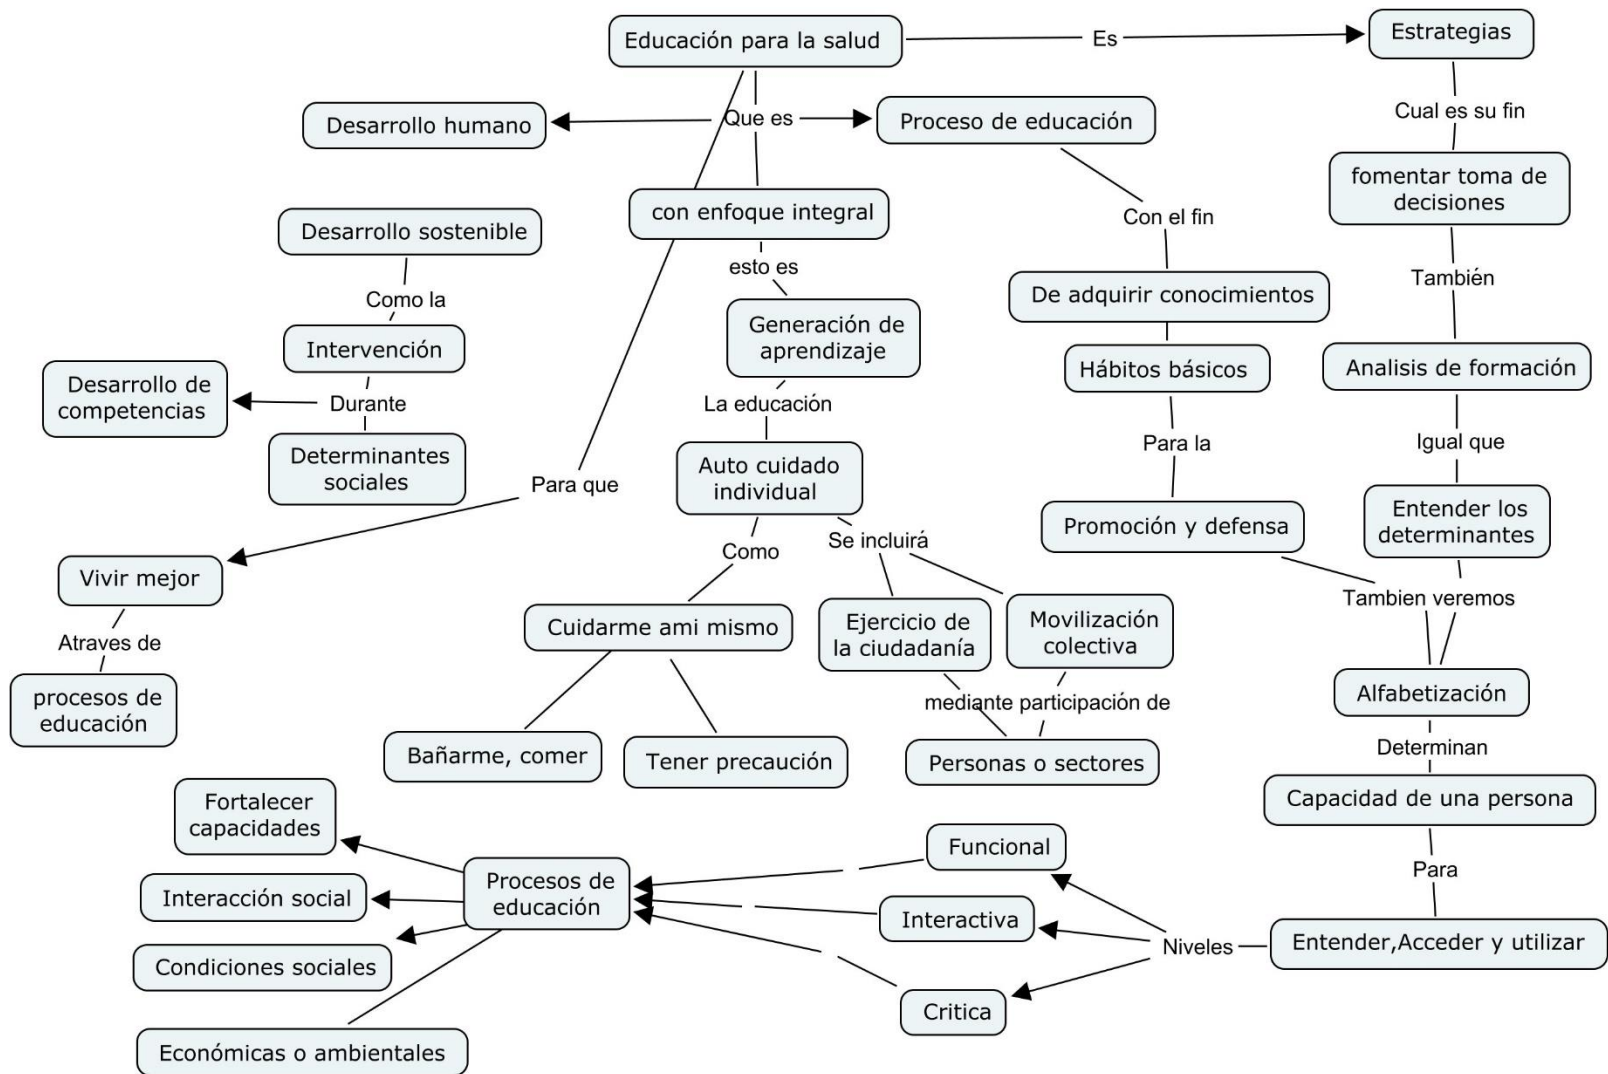 Educación para la salud
Es
Estrategias
Desarrollo humano
Que es
Proceso de educación
Cual es su fin
con enfoque integral
fomentar toma de
decisiones
Desarrollo sostenible
Con el fin
esto es
Como la
De adquirir conocimientos
También
Intervención
Generación de
aprendizaje
Hábitos básicos
Analisis de formación
Desarrollo de
competencias
Durante
La educación
Para la
Igual que
Determinantes
sociales
Para que
Auto cuidado
individual
Promoción y defensa
Entender los
determinantes
Vivir mejor
Como
Se incluirá
Tambien veremos
Atraves de
Cuidarme ami mismo
Ejercicio de
la ciudadanía
Movilización
colectiva
procesos de
educación
mediante participación de
Alfabetización
Bañarme, comer
Tener precaución
Personas o sectores
Determinan
Capacidad de una persona
Fortalecer
capacidades
Funcional
Para
Interacción social
Procesos de
educación
Interactiva
Niveles
Entender,Acceder y utilizar
Condiciones sociales
Critica
Económicas o ambientales